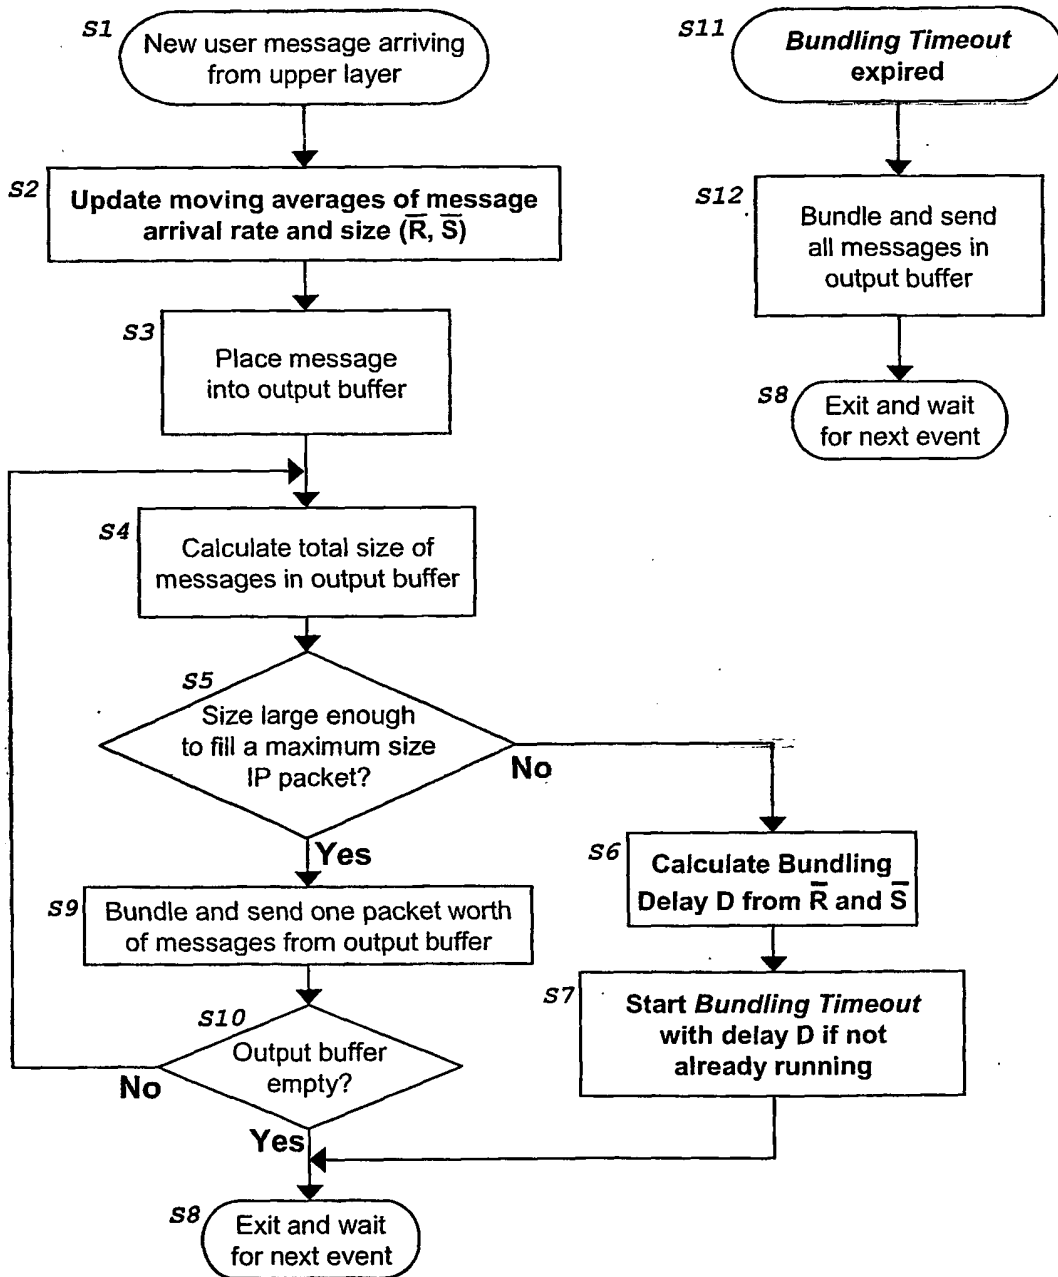 S1
New user message arriving
from upper layer
S2
Update moving averages of message
arrival rate and size (R̅, S̅)
S3
Place message
into output buffer
S4
Calculate total size of
messages in output buffer
S5
Size large enough
to fill a maximum size
IP packet?
No
Yes
S6
Calculate Bundling
Delay D from R̅ and S̅
S7
Start Bundling Timeout
with delay D if not
already running
S9
Bundle and send one packet worth
of messages from output buffer
S10
Output buffer
empty?
No
Yes
S8
Exit and wait
for next event
S11
Bundling Timeout
expired
S12
Bundle and send
all messages in
output buffer
S8
Exit and wait
for next event